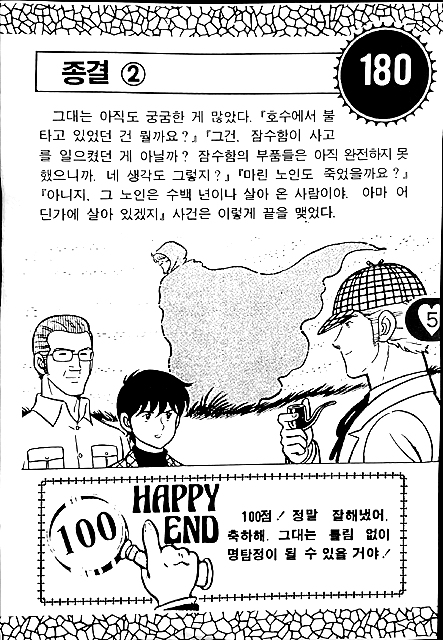 종결 ②
180
그대는 아직도 궁굼한 게 많았다. 『호수에서 불
타고 있었던 건 뭘까요?』『그건, 잠수함이 사고
를 일으켰던 게 아닐까? 잠수함의 부품들은 아직 완전하지 못
했으니까. 네 생각도 그렇지?』『마린 노인도 죽었을까요?』
『아니지. 그 노인은 수백 년이나 살아 온 사람이야. 아마 어
딘가에 살아 있겠지』 사건은 이렇게 끝을 맺었다.
5
100
HAPPY
END
100점! 정말 잘해냈어.
축하해. 그대는 틀림 없이
명탐정이 될 수 있을 거야!